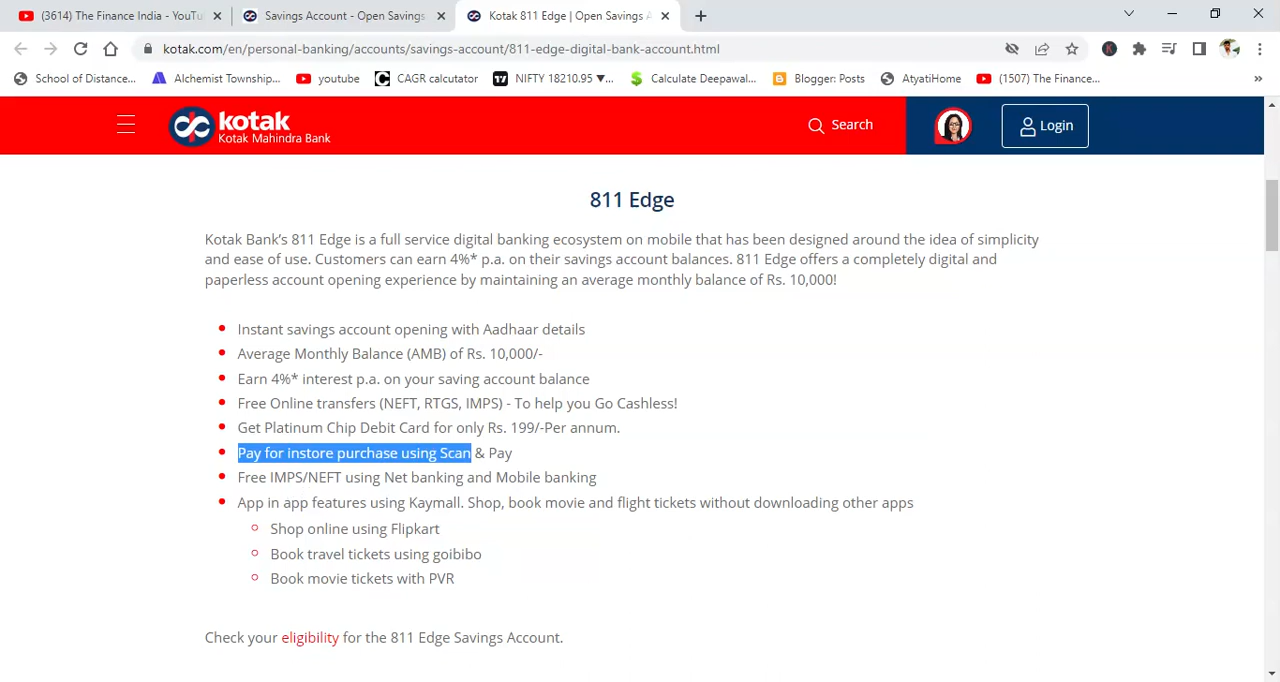 (3614) The Finance India - YouTu
Savings Account - Open Savings
Kotak 811 Edge | Open Savings A
kotak.com/en/personal-banking/accounts/savings-account/811-edge-digital-bank-account.html
School of Distance...
Alchemist Township...
youtube
CAGR calcutator
NIFTY 18210.95 ▼...
Calculate Deepawal...
Blogger: Posts
AtyatiHome
(1507) The Finance...
»
kotak
Kotak Mahindra Bank
Search
Login
811 Edge
Kotak Bank's 811 Edge is a full service digital banking ecosystem on mobile that has been designed around the idea of simplicity
and ease of use. Customers can earn 4%* p.a. on their savings account balances. 811 Edge offers a completely digital and
paperless account opening experience by maintaining an average monthly balance of Rs. 10,000!
Instant savings account opening with Aadhaar details
Average Monthly Balance (AMB) of Rs. 10,000/-
Earn 4%* interest p.a. on your saving account balance
Free Online transfers (NEFT, RTGS, IMPS) - To help you Go Cashless!
Get Platinum Chip Debit Card for only Rs. 199/-Per annum.
Pay for instore purchase using Scan & Pay
Free IMPS/NEFT using Net banking and Mobile banking
App in app features using Kaymall. Shop, book movie and flight tickets without downloading other apps
Shop online using Flipkart
Book travel tickets using goibibo
Book movie tickets with PVR
Check your eligibility for the 811 Edge Savings Account.